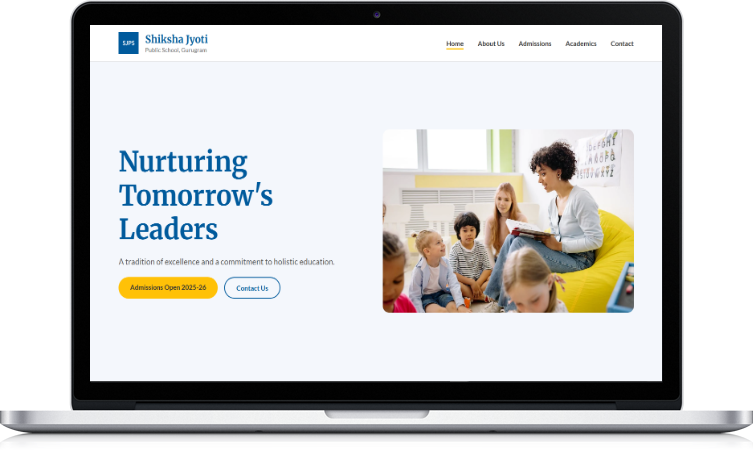 SJPS
Shiksha Jyoti
Public School, Gurugram
Home About Us Admissions Academics Contact
Nurturing
Tomorrow's
Leaders
A tradition of excellence and a commitment to holistic education.
Admissions Open 2025-26 Contact Us